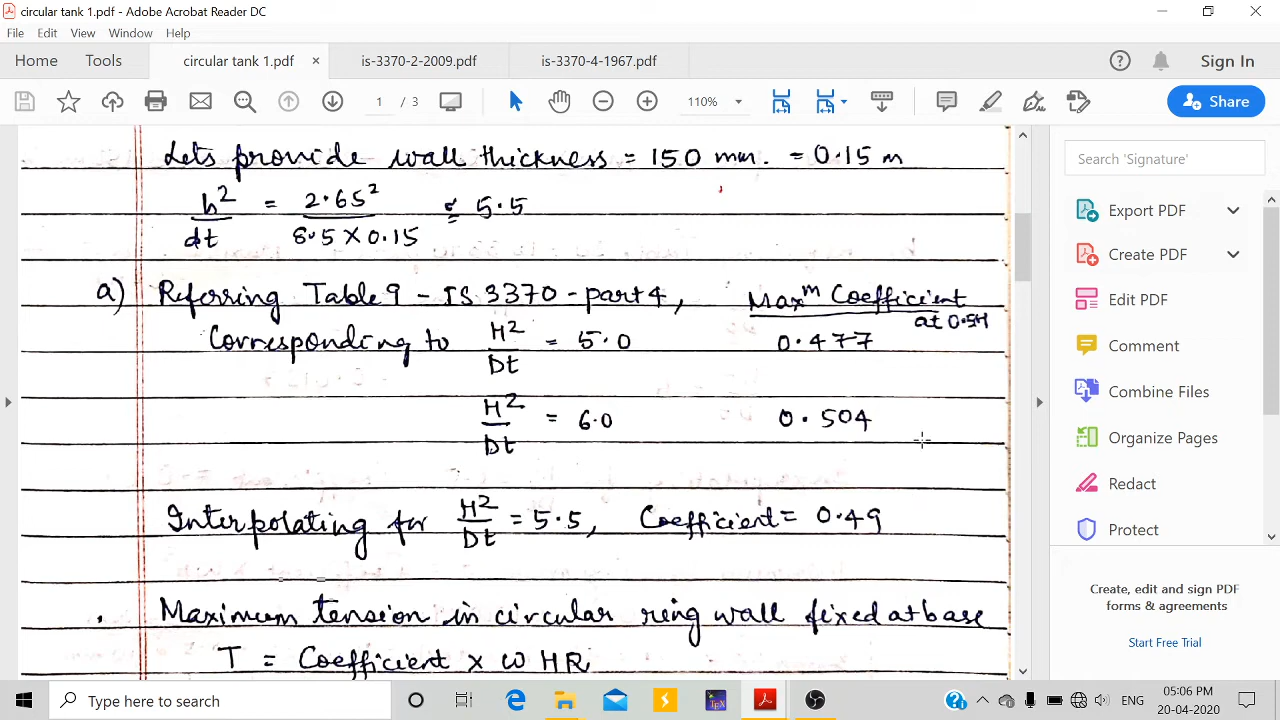 circular tank 1.pdf - Adobe Acrobat Reader DC
File Edit View Window Help
Home Tools circular tank 1.pdf × is-3370-2-2009.pdf is-3370-4-1967.pdf Sign In
1 / 3 110% Share
Lets provide wall thickness = 150 mm. = 0.15 m
h²/dt = 2.65²/8.5 × 0.15 = 5.5
a) Referring Table 9 - IS 3370 - part 4, Maxᵐ Coefficient
at 0.5H
Corresponding to H²/Dt = 5.0 0.477
H²/Dt = 6.0 0.504
Interpolating for H²/Dt = 5.5, Coefficient = 0.49
. Maximum tension in circular ring wall fixed at base
T = Coefficient × w HR
Search 'Signature'
Export PDF
Create PDF
Edit PDF
Comment
Combine Files
Organize Pages
Redact
Protect
Create, edit and sign PDF
forms & agreements
Start Free Trial
Type here to search
ENG
05:06 PM
20-04-2020